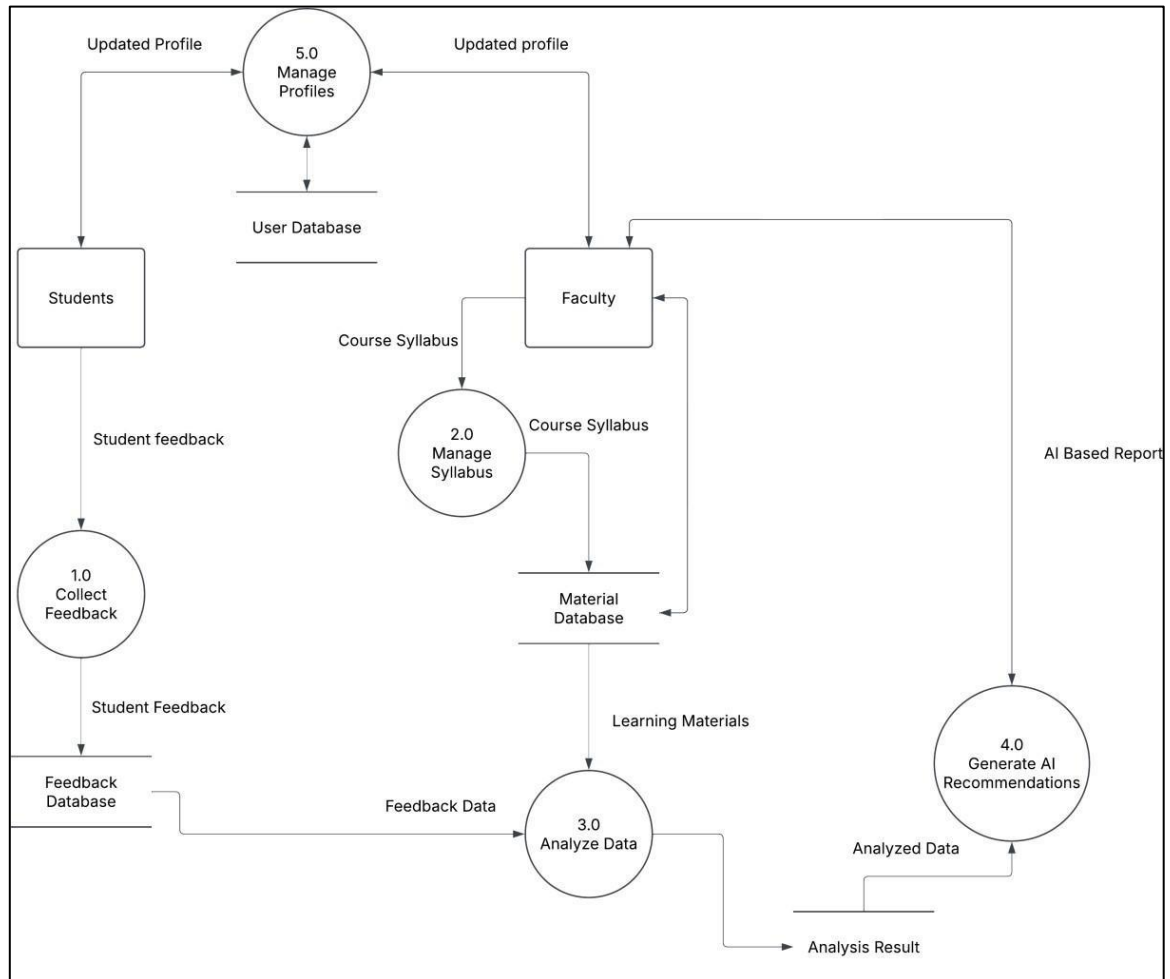 Updated Profile
Updated profile
5.0
Manage
Profiles
User Database
Students
Faculty
Course Syllabus
2.0
Manage
Syllabus
Course Syllabus
Student feedback
AI Based Report
1.0
Collect
Feedback
Material
Database
Student Feedback
Learning Materials
4.0
Generate AI
Recommendations
Feedback
Database
Feedback Data
3.0
Analyze Data
Analyzed Data
Analysis Result